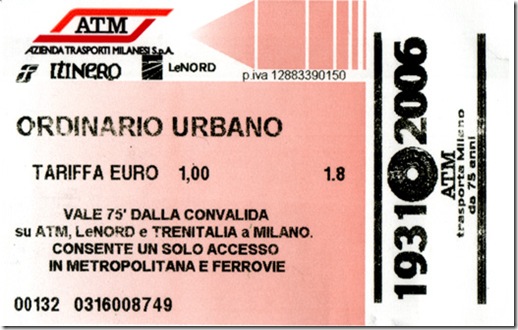 ATM
AZIENDA TRASPORTI MILANESI S.p.A.
ITINERO LeNORD
p.iva 12883390150
ORDINARIO URBANO
TARIFFA EURO 1,00 1.8
VALE 75' DALLA CONVALIDA
su ATM, LeNORD e TRENITALIA a MILANO.
CONSENTE UN SOLO ACCESSO
IN METROPOLITANA E FERROVIE
00132 0316008749
1931 2006
ATM
trasporta Milano
da 75 anni